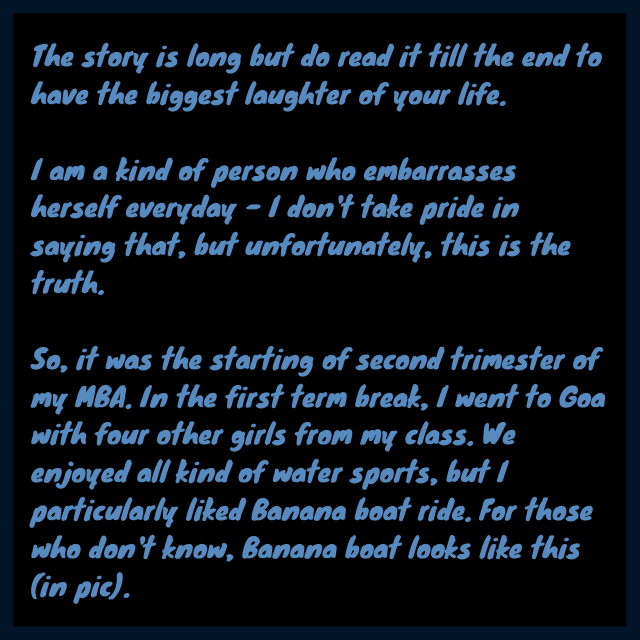 The story is long but do read it till the end to
have the biggest laughter of your life.
I am a kind of person who embarrasses
herself everyday - I don't take pride in
saying that, but unfortunately, this is the
truth.
So, it was the starting of second trimester of
my MBA. In the first term break, I went to Goa
with four other girls from my class. We
enjoyed all kind of water sports, but I
particularly liked Banana boat ride. For those
who don't know, Banana boat looks like this
(in pic).